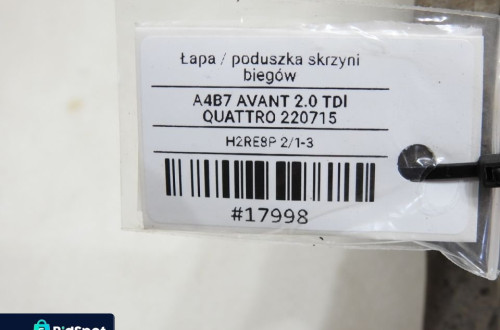 Łapa / poduszka skrzyni
biegów
A4B7 AVANT 2.0 TDI
QUATTRO 220715
H2RE8P 2/1-3
#17998